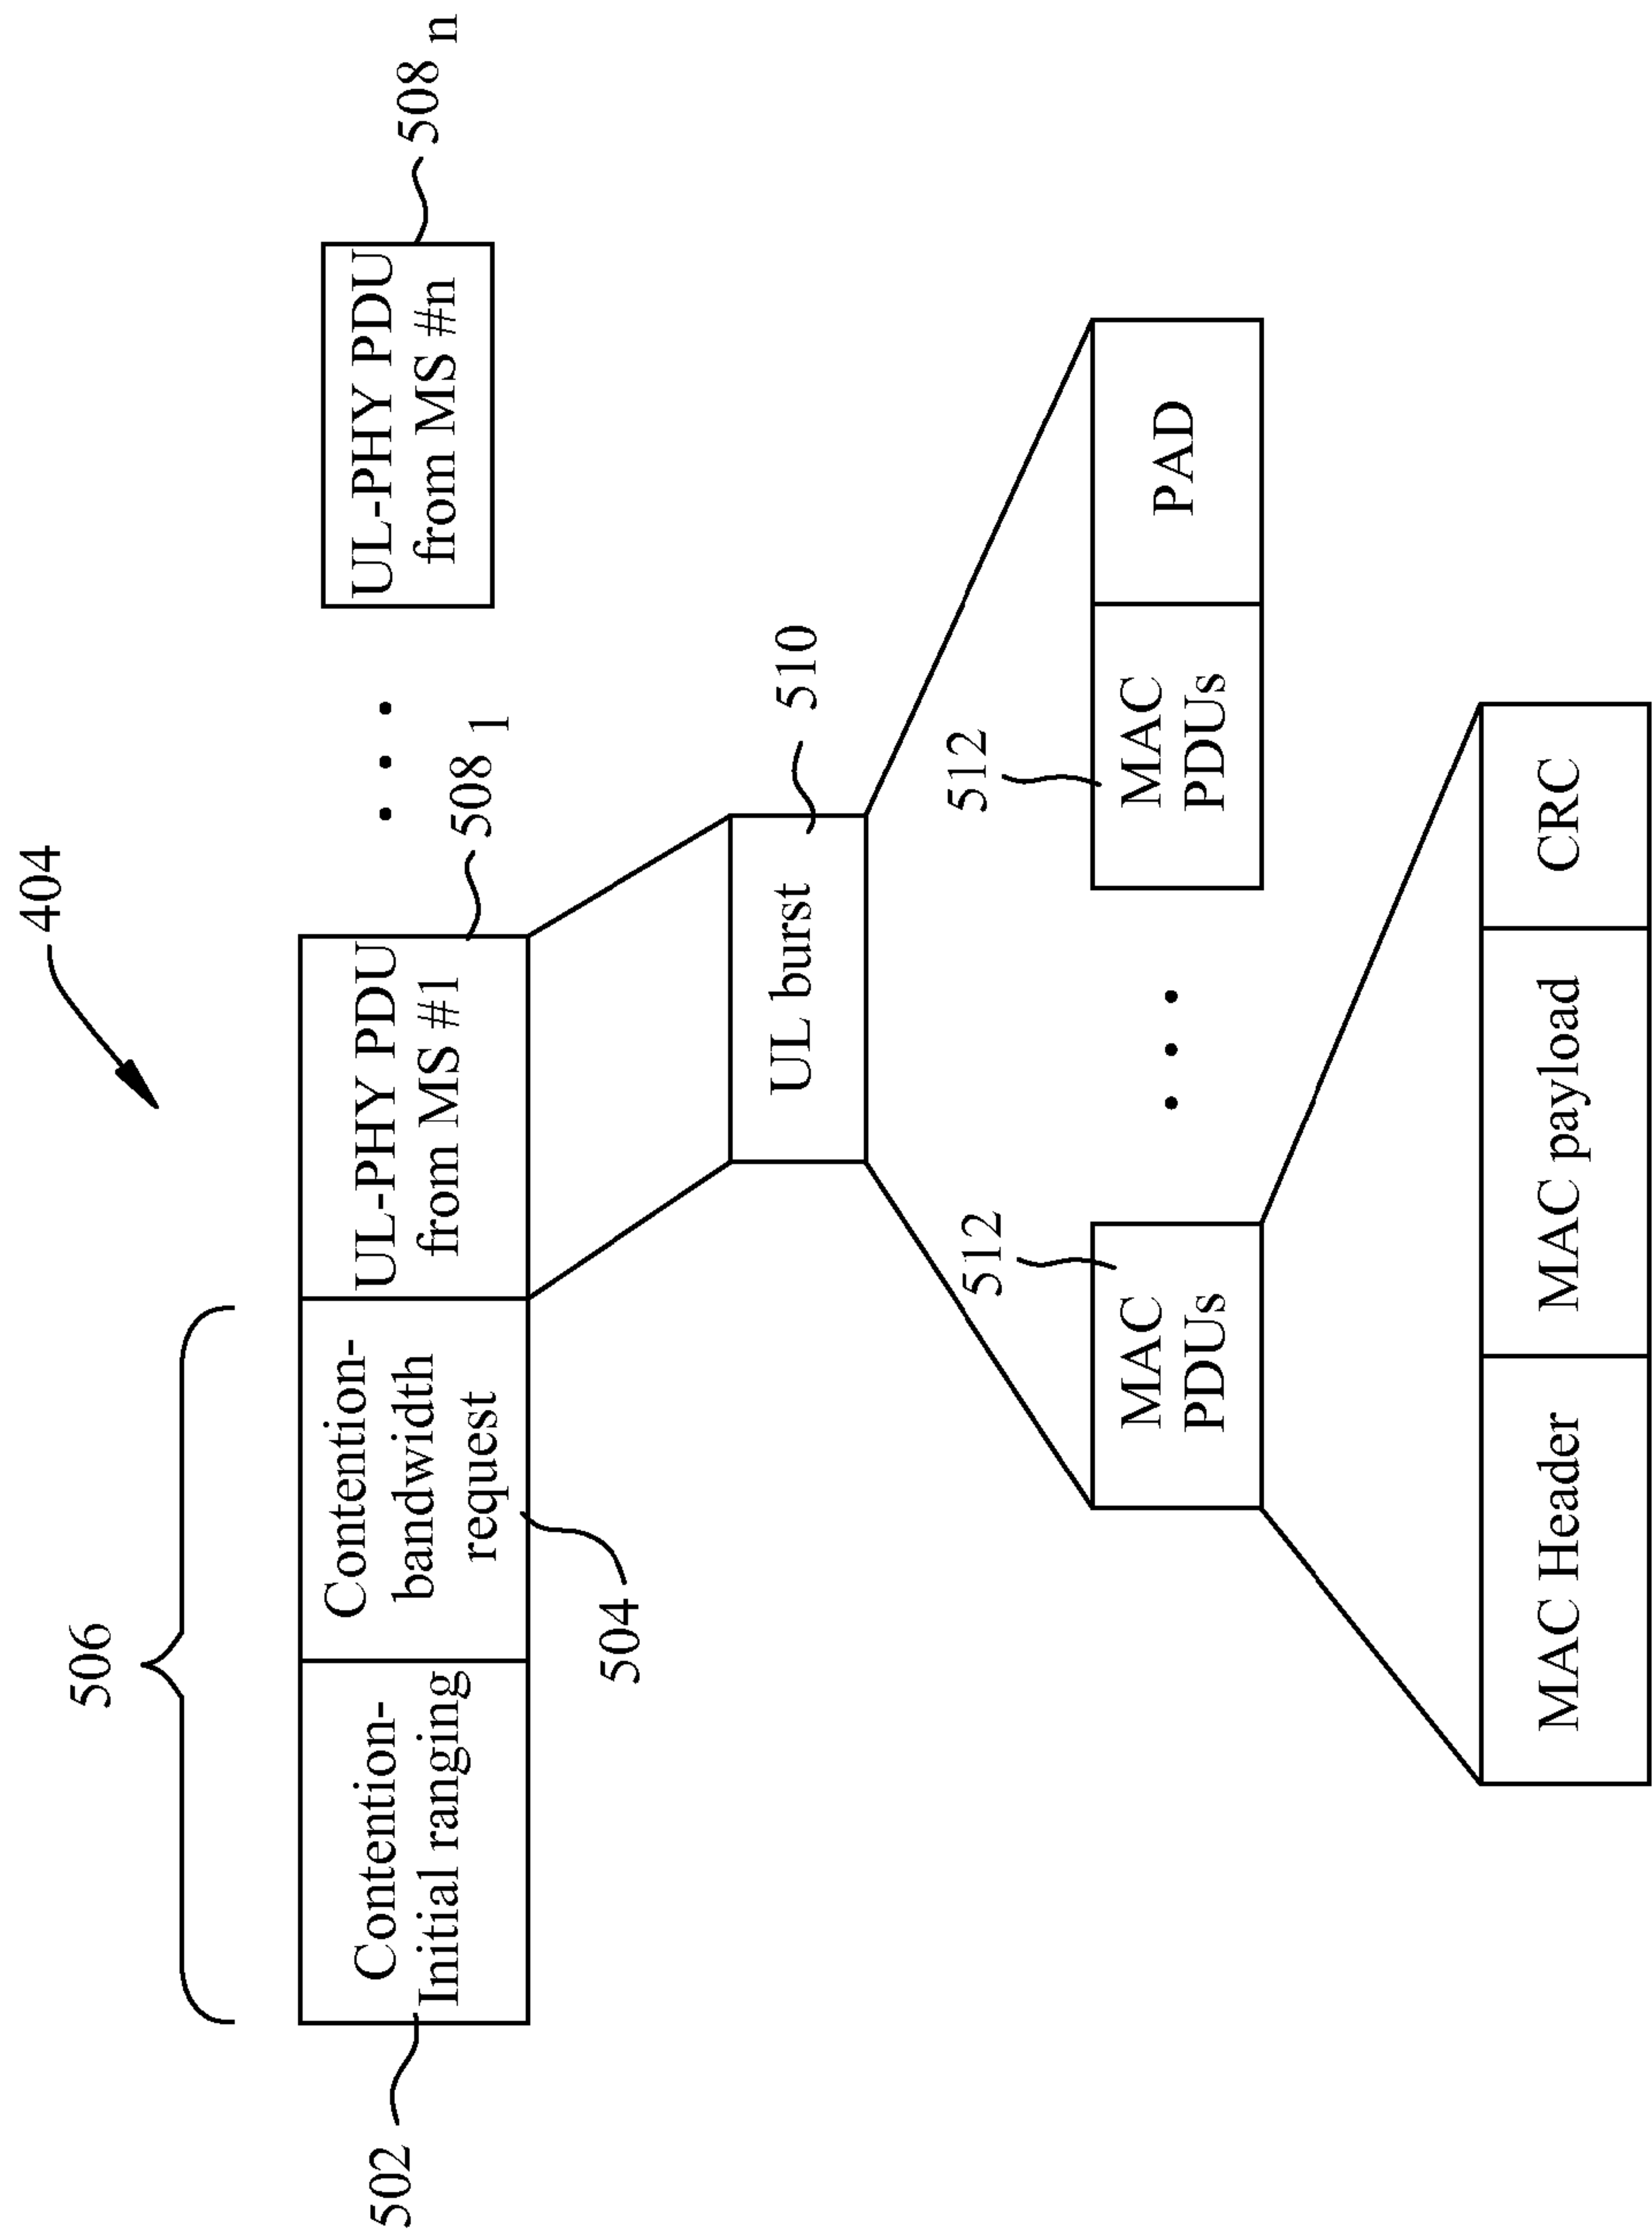 404
506
502
Contention-
Initial ranging
Contention-
bandwidth
request
504
UL-PHY PDU
from MS #1
508 1
UL-PHY PDU
from MS #n
508 n
UL burst
510
512
MAC
PDUs
512
MAC
PDUs
PAD
MAC Header
MAC payload
CRC